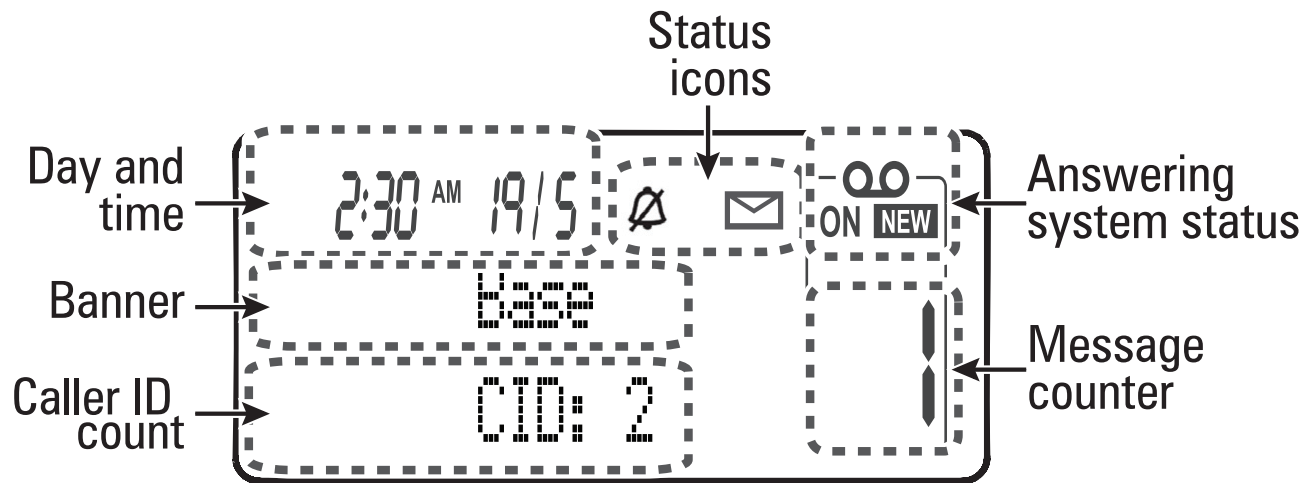 Status
icons
Day and
time
2:30 AM 19/5
ON NEW
Answering
system status
Banner
Base
Caller ID
count
CID: 2
1
Message
counter